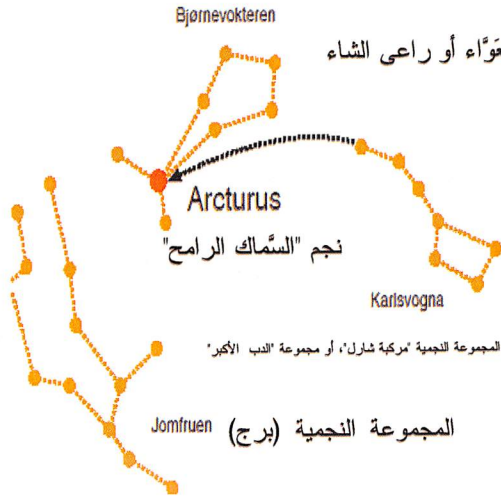 Bjørnevokteren
عَوَّاء أو راعى الشاء
Arcturus
نجم "السَّماك الرامح"
Karlsvogna
المجموعة النجمية "مركبة شارل"، أو مجموعة "الدب الأكبر"
Jomfruen
المجموعة النجمية (برج)